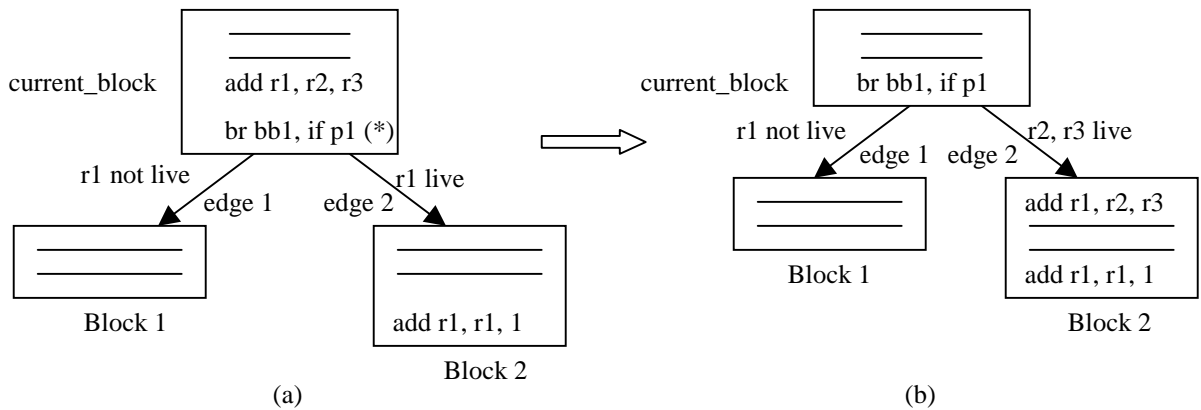 current_block
add r1, r2, r3
br bb1, if p1 (*)
r1 not live
r1 live
edge 1
edge 2
Block 1
add r1, r1, 1
Block 2
(a)
current_block
br bb1, if p1
r1 not live
r2, r3 live
edge 1
edge 2
add r1, r2, r3
add r1, r1, 1
Block 1
Block 2
(b)